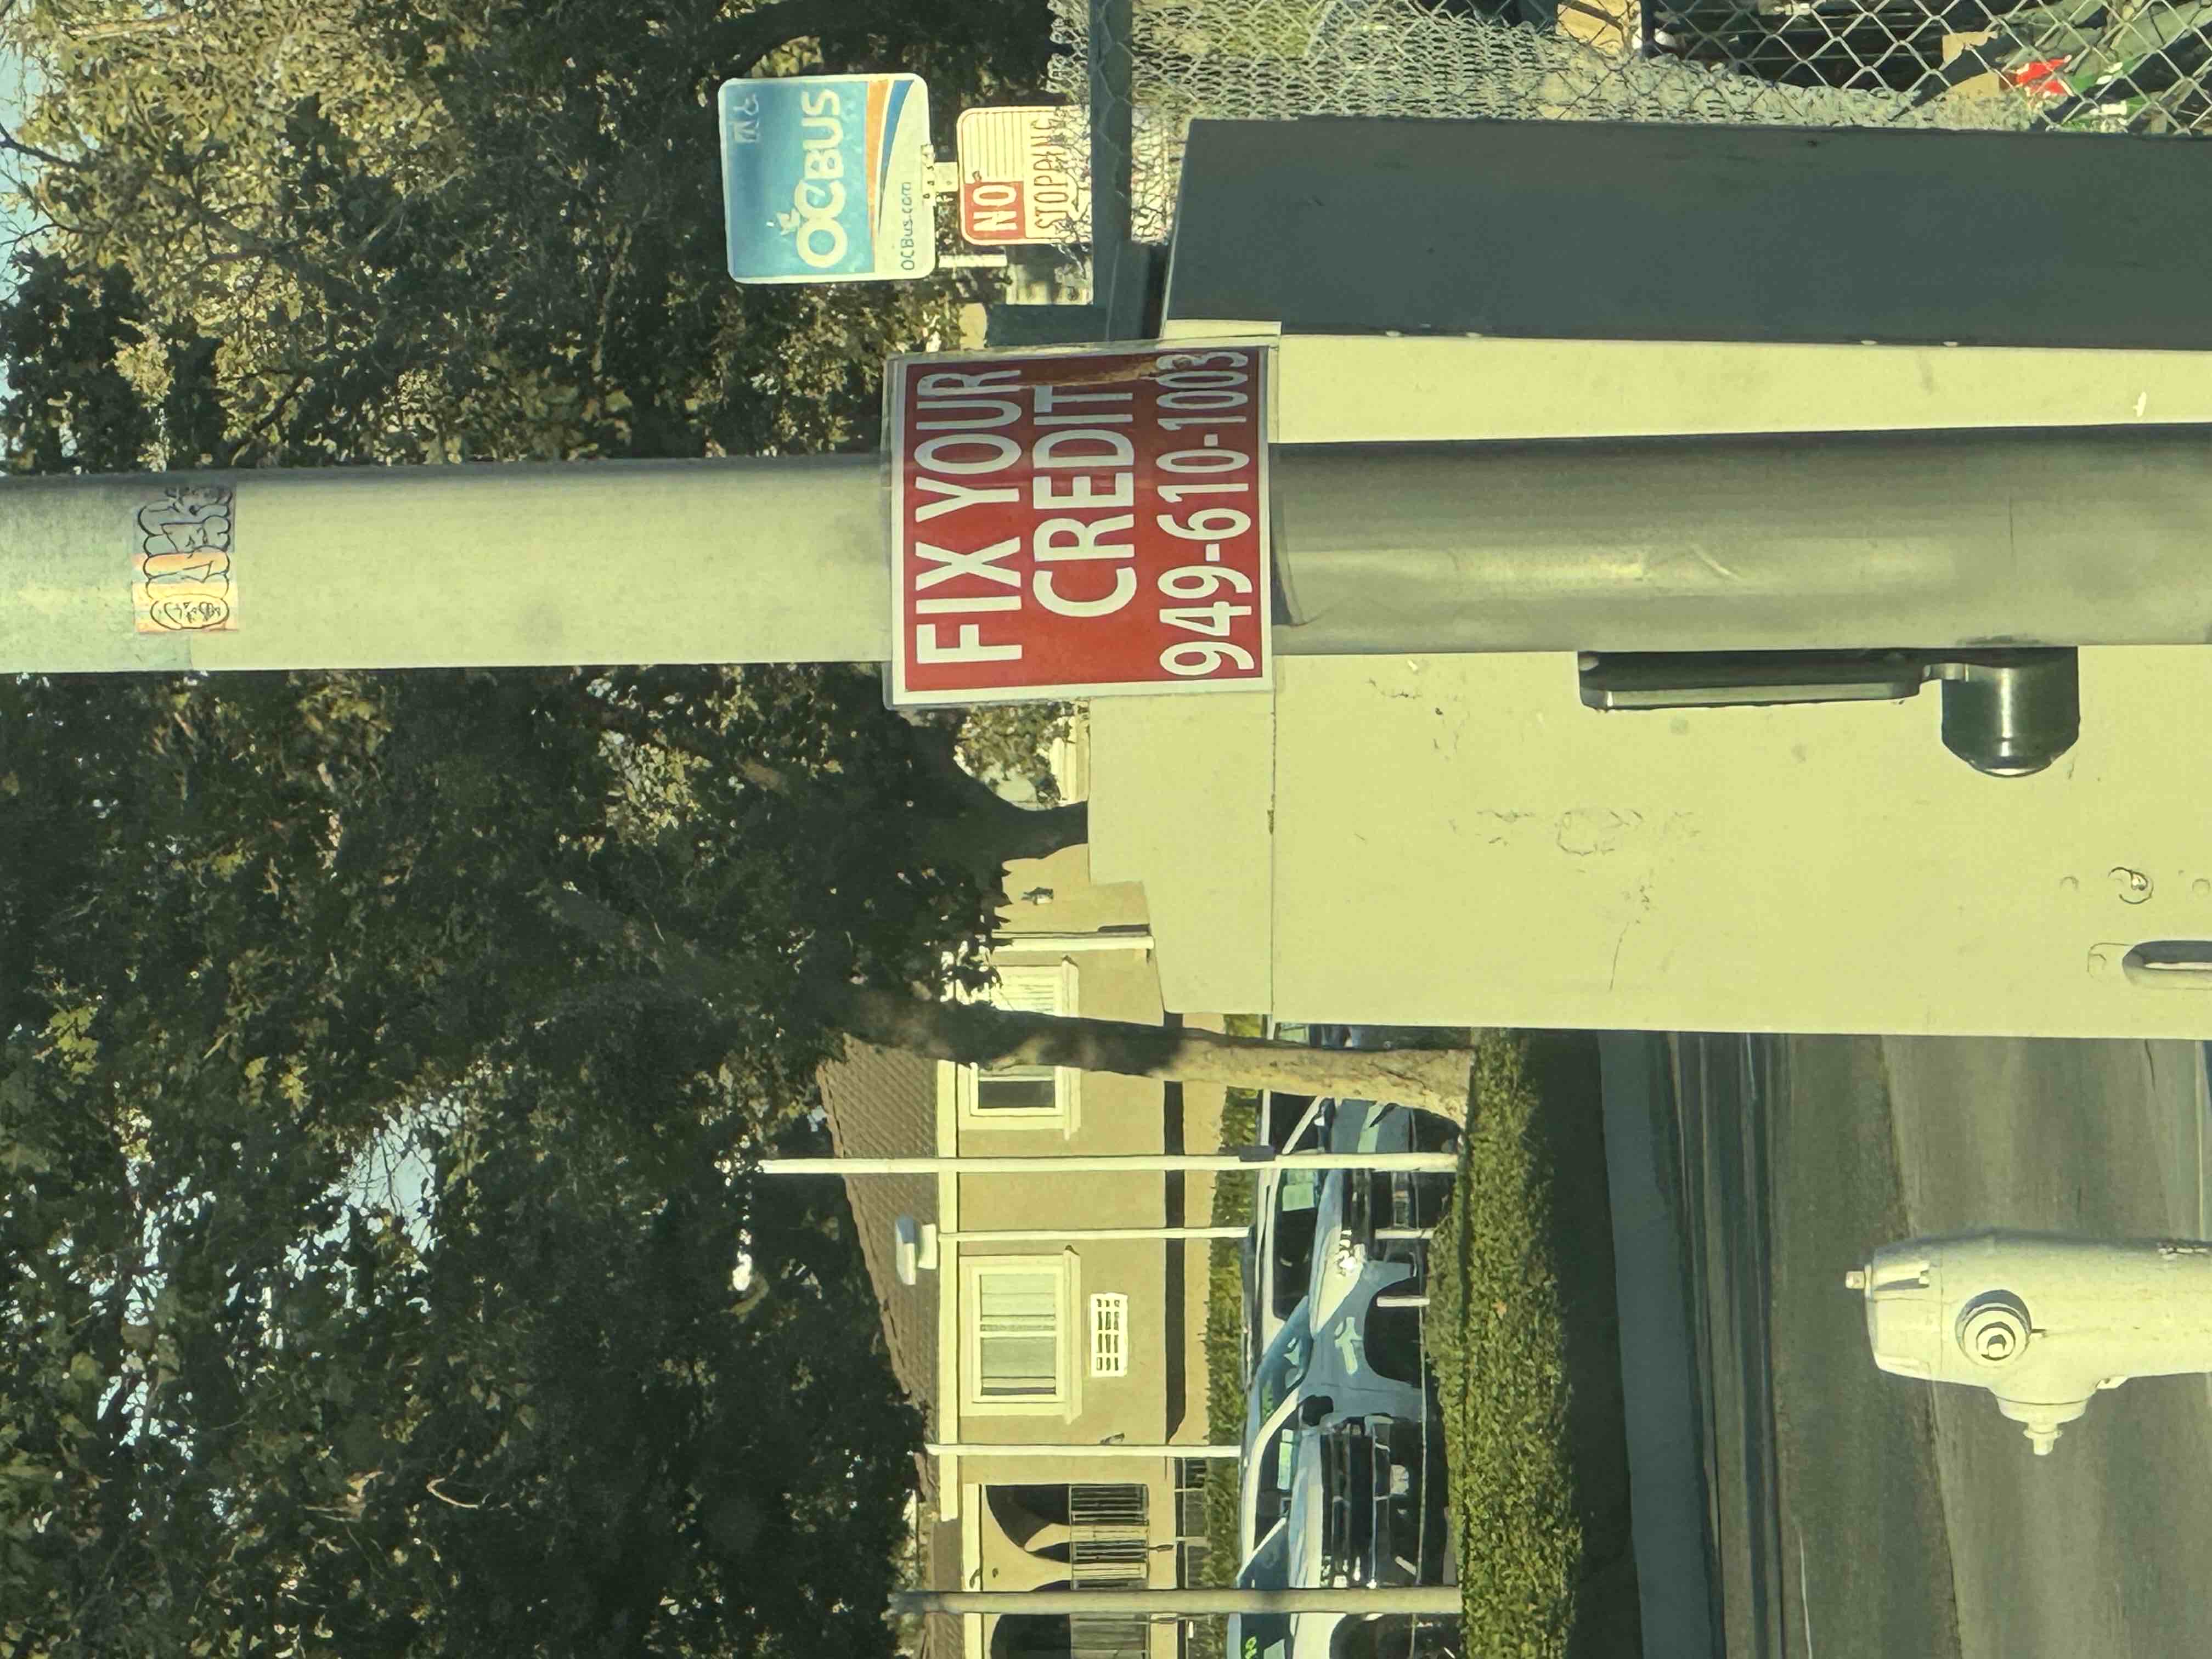 OCBUS
OCBus.com
NO
STOPPING
FIX YOUR
CREDIT
949-610-1003